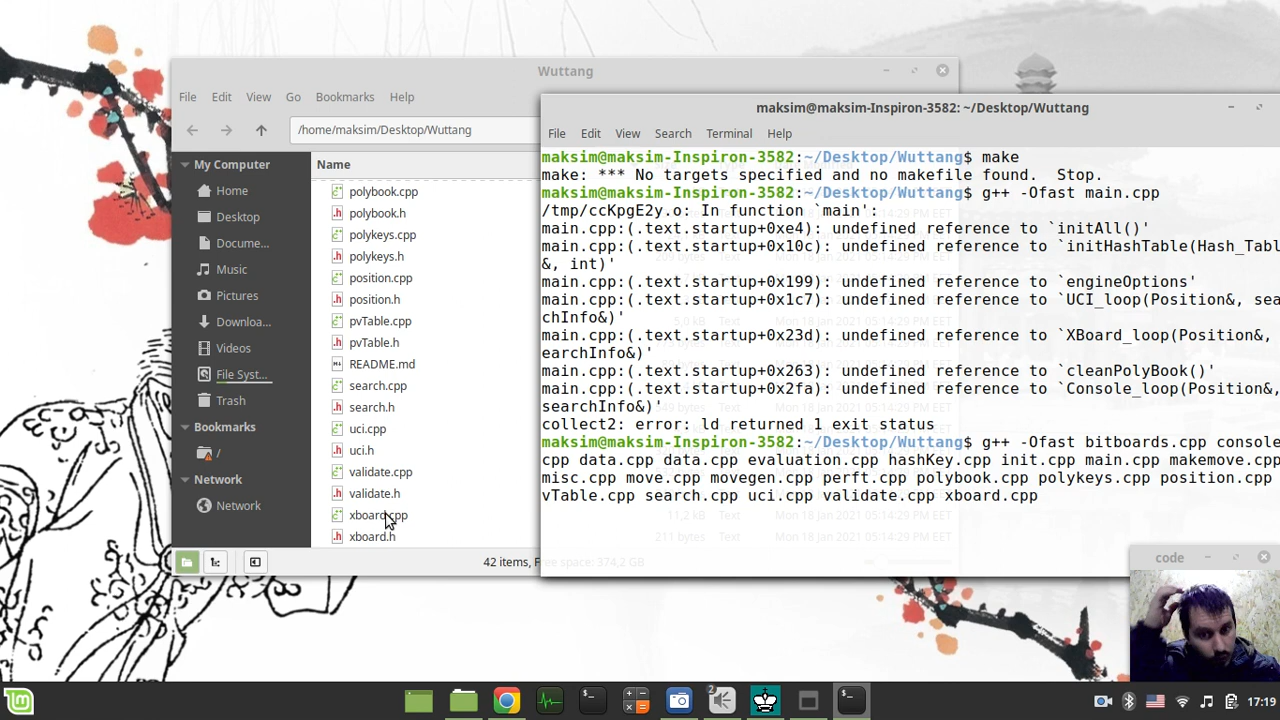 Wuttang
File Edit View Go Bookmarks Help
/home/maksim/Desktop/Wuttang
My Computer
Home
Desktop
Docume...
Music
Pictures
Downloa...
Videos
File Syst...
Trash
Bookmarks
/
Network
Network
Name
polybook.cpp
polybook.h
polykeys.cpp
polykeys.h
position.cpp
position.h
pvTable.cpp
pvTable.h
README.md
search.cpp
search.h
uci.cpp
uci.h
validate.cpp
validate.h
xboard.cpp
xboard.h
42 items, Free space: 374,2 GB
maksim@maksim-Inspiron-3582: ~/Desktop/Wuttang
File Edit View Search Terminal Help
maksim@maksim-Inspiron-3582:~/Desktop/Wuttang$ make
make: *** No targets specified and no makefile found.  Stop.
maksim@maksim-Inspiron-3582:~/Desktop/Wuttang$ g++ -Ofast main.cpp
/tmp/ccKpgE2y.o: In function `main':
main.cpp:(.text.startup+0xe4): undefined reference to `initAll()'
main.cpp:(.text.startup+0x10c): undefined reference to `initHashTable(Hash_Tabl
&, int)'
main.cpp:(.text.startup+0x199): undefined reference to `engineOptions'
main.cpp:(.text.startup+0x1c7): undefined reference to `UCI_loop(Position&, sea
chInfo&)'
main.cpp:(.text.startup+0x23d): undefined reference to `XBoard_loop(Position&,
earchInfo&)'
main.cpp:(.text.startup+0x263): undefined reference to `cleanPolyBook()'
main.cpp:(.text.startup+0x2fa): undefined reference to `Console_loop(Position&,
searchInfo&)'
collect2: error: ld returned 1 exit status
maksim@maksim-Inspiron-3582:~/Desktop/Wuttang$ g++ -Ofast bitboards.cpp console
cpp data.cpp data.cpp evaluation.cpp hashKey.cpp init.cpp main.cpp makemove.cpp
misc.cpp move.cpp movegen.cpp perft.cpp polybook.cpp polykeys.cpp position.cpp
vTable.cpp search.cpp uci.cpp validate.cpp xboard.cpp
code
2
17:19